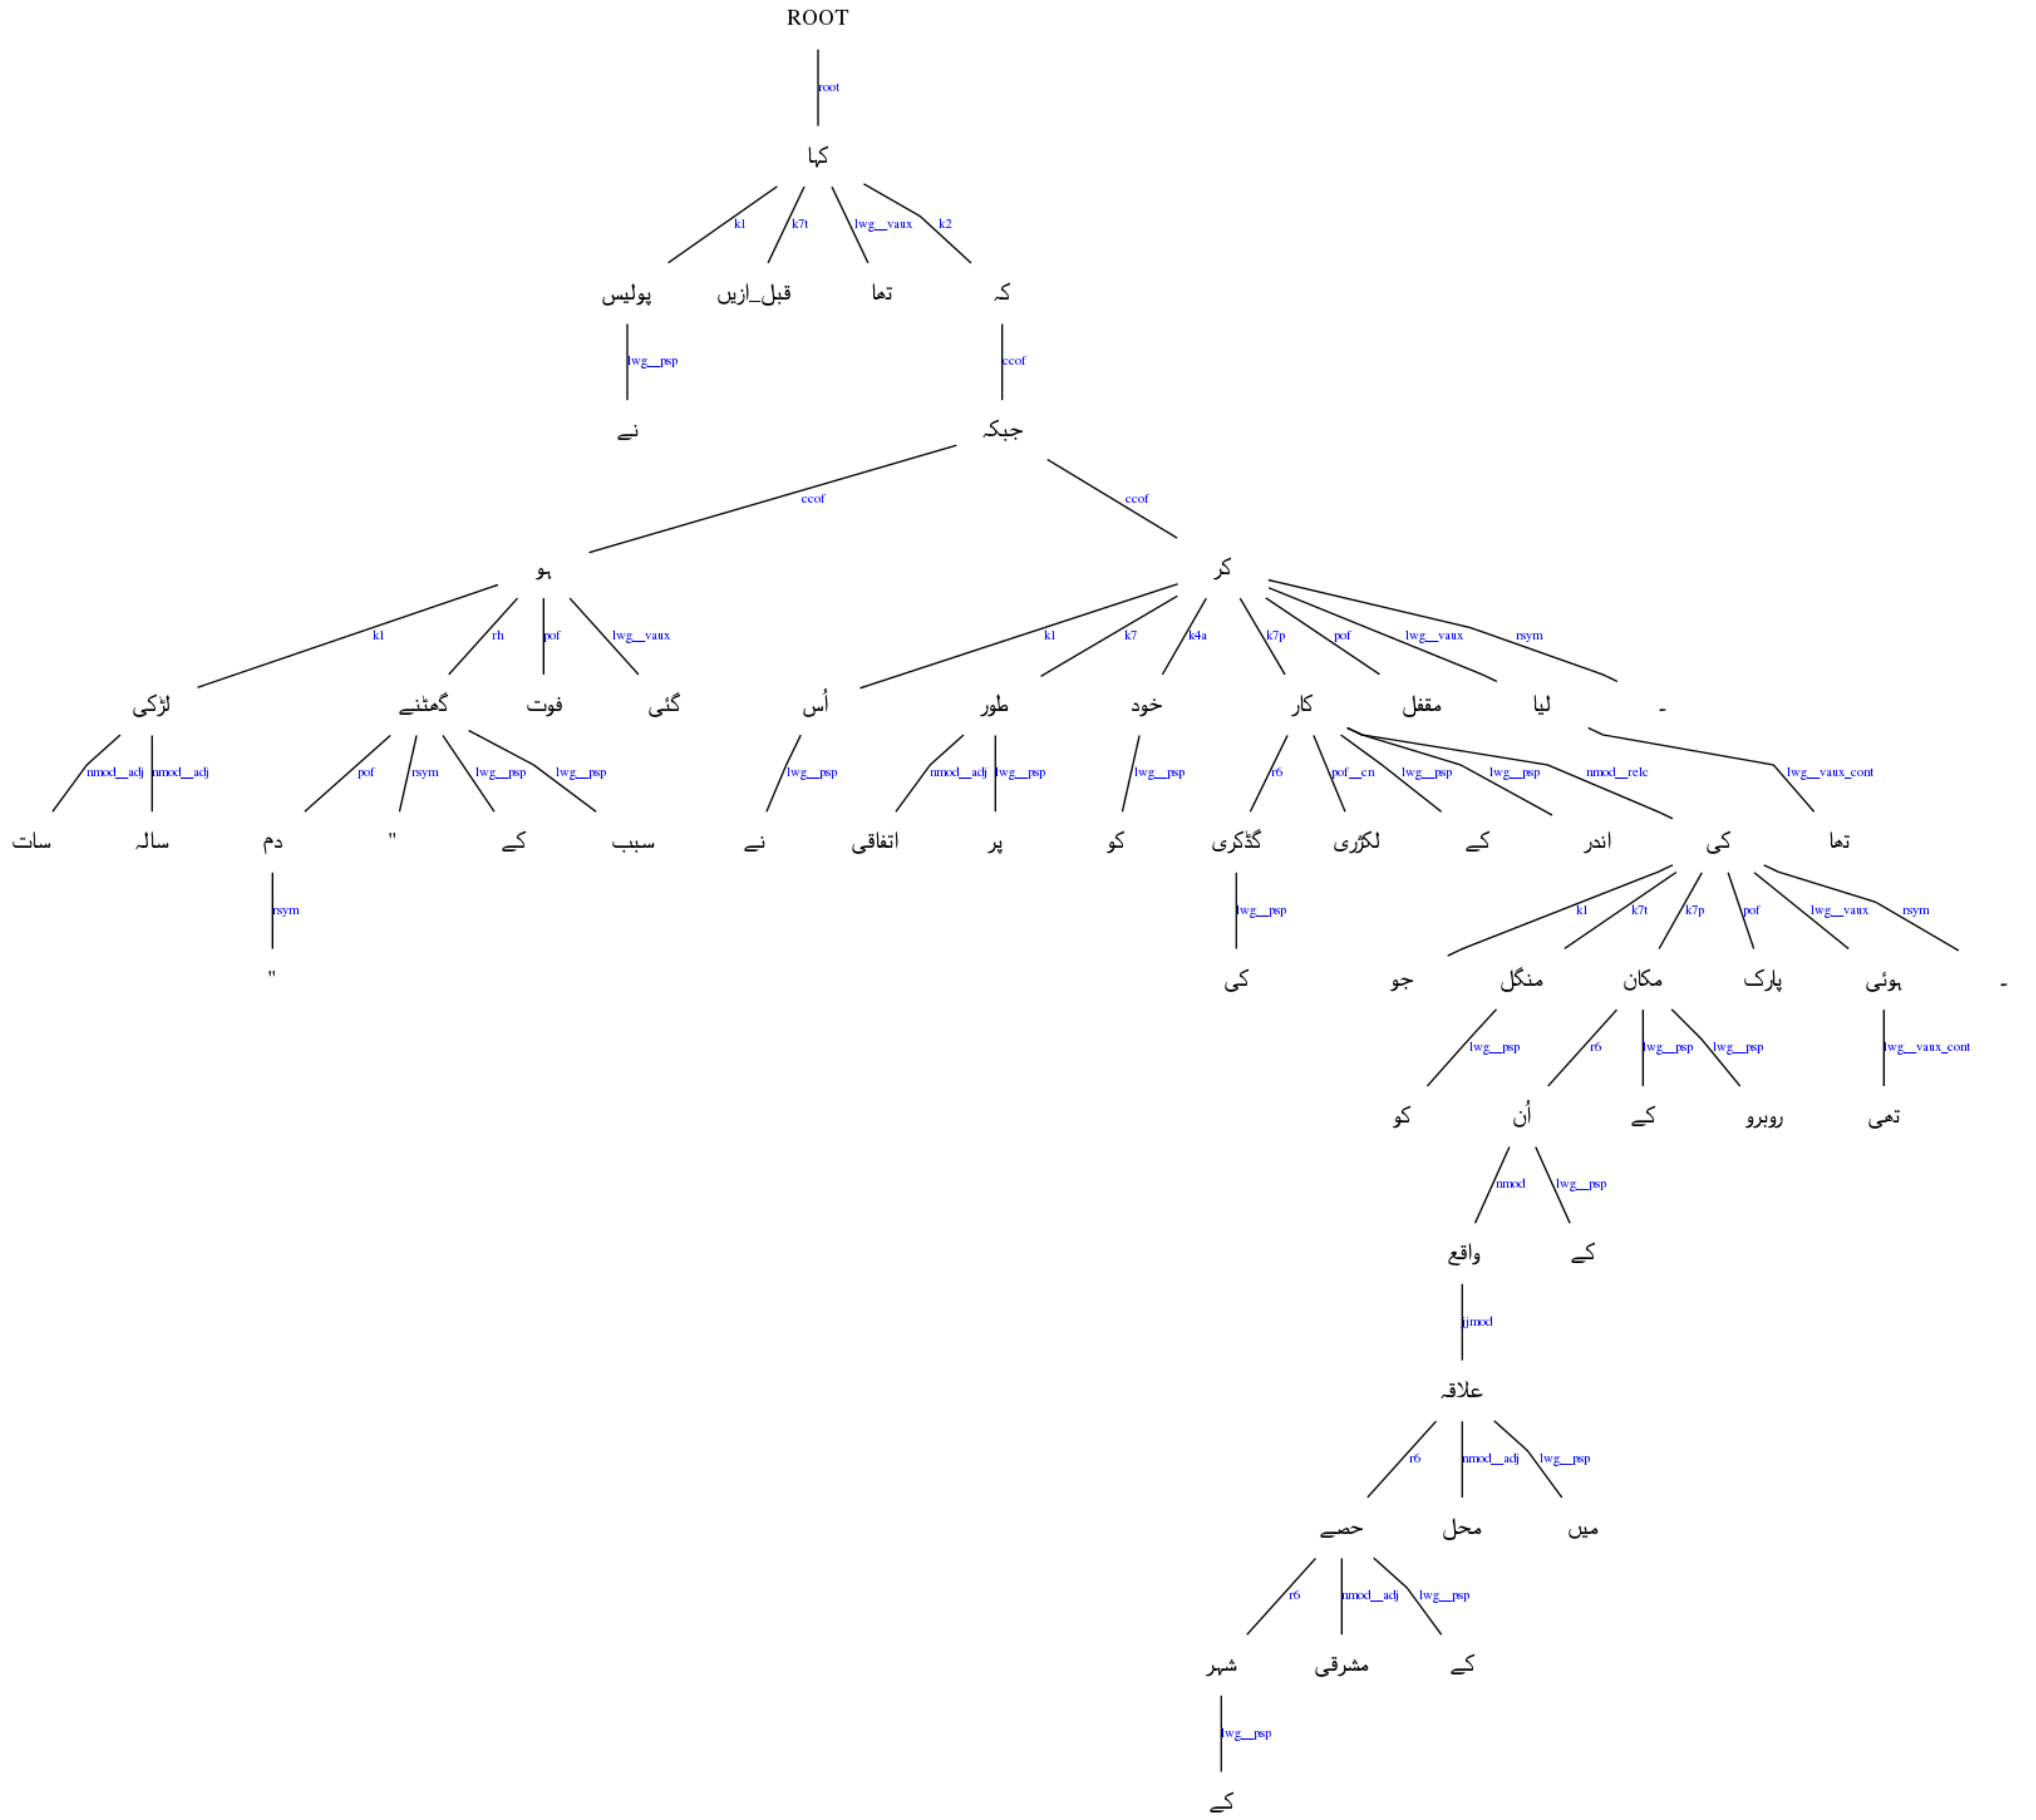 ROOT
root
کہا
k1 k7t lwg__vaux k2
پولیس قبل_ازیں تھا کہ
lwg__psp ccof
نے جبکہ
ccof ccof
ہو کر
k1 rh pof lwg__vaux k1 k7 k4a k7p pof lwg__vaux rsym
لڑکی گھٹنے فوت گئی اُس طور خود کار مقفل لیا ۔
nmod__adj nmod__adj pof rsym lwg__psp lwg__psp lwg__psp nmod__adj lwg__psp lwg__psp r6 pof__cn lwg__psp lwg__psp nmod__relc lwg__vaux_cont
سات سالہ دم " کے سبب نے اتفاقی پر کو گڈکری لکژری کے اندر کی تھا
rsym lwg__psp k1 k7t k7p pof lwg__vaux rsym
" کی جو منگل مکان پارک ہوئی ۔
lwg__psp r6 lwg__psp lwg__psp lwg__vaux_cont
کو اُن کے روبرو تھی
nmod lwg__psp
واقع کے
jjmod
علاقہ
r6 nmod__adj lwg__psp
حصے محل میں
r6 nmod__adj lwg__psp
شہر مشرقی کے
lwg__psp
کے